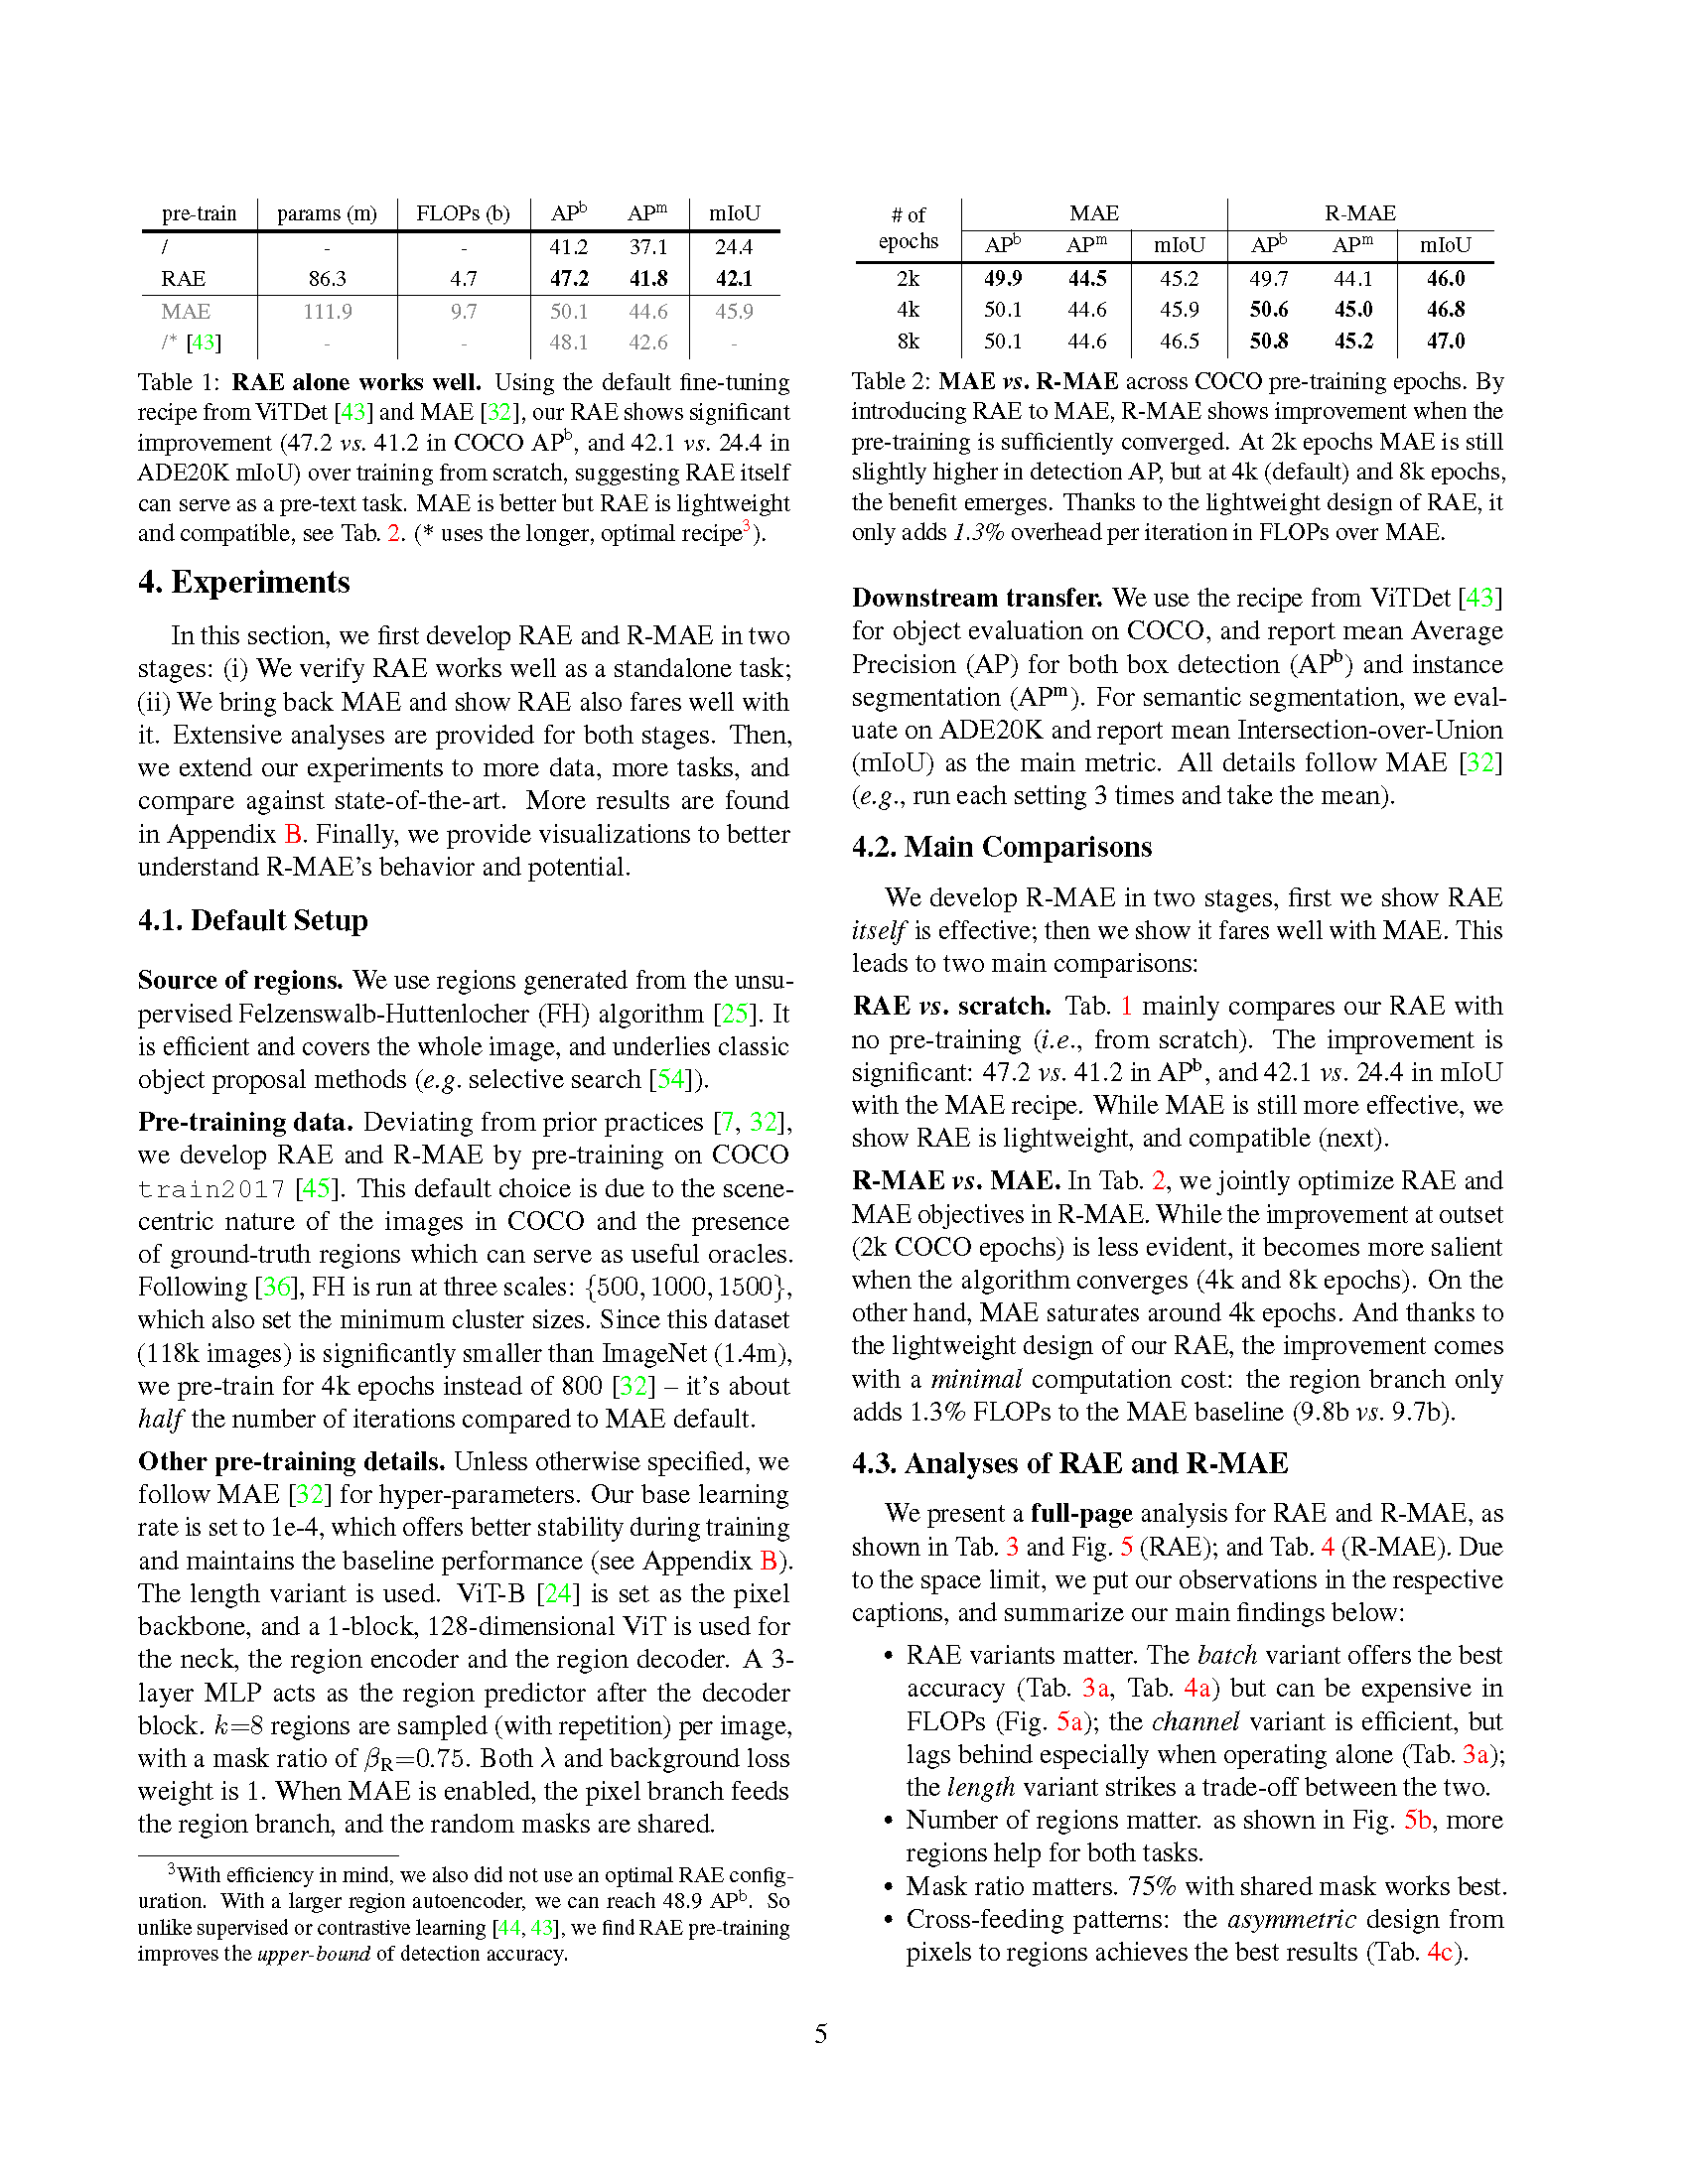 pre-train params (m) FLOPs (b) APb APm mIoU
/ - - 41.2 37.1 24.4
RAE 86.3 4.7 47.2 41.8 42.1
MAE 111.9 9.7 50.1 44.6 45.9
/* [43] - - 48.1 42.6 -
Table 1: RAE alone works well. Using the default fine-tuning
recipe from ViTDet [43] and MAE [32], our RAE shows significant
improvement (47.2 vs. 41.2 in COCO APb, and 42.1 vs. 24.4 in
ADE20K mIoU) over training from scratch, suggesting RAE itself
can serve as a pre-text task. MAE is better but RAE is lightweight
and compatible, see Tab. 2. (* uses the longer, optimal recipe3).
4. Experiments
In this section, we first develop RAE and R-MAE in two
stages: (i) We verify RAE works well as a standalone task;
(ii) We bring back MAE and show RAE also fares well with
it. Extensive analyses are provided for both stages. Then,
we extend our experiments to more data, more tasks, and
compare against state-of-the-art. More results are found
in Appendix B. Finally, we provide visualizations to better
understand R-MAE's behavior and potential.
4.1. Default Setup
Source of regions. We use regions generated from the unsu-
pervised Felzenswalb-Huttenlocher (FH) algorithm [25]. It
is efficient and covers the whole image, and underlies classic
object proposal methods (e.g. selective search [54]).
Pre-training data. Deviating from prior practices [7, 32],
we develop RAE and R-MAE by pre-training on COCO
train2017 [45]. This default choice is due to the scene-
centric nature of the images in COCO and the presence
of ground-truth regions which can serve as useful oracles.
Following [36], FH is run at three scales: {500, 1000, 1500},
which also set the minimum cluster sizes. Since this dataset
(118k images) is significantly smaller than ImageNet (1.4m),
we pre-train for 4k epochs instead of 800 [32] – it's about
half the number of iterations compared to MAE default.
Other pre-training details. Unless otherwise specified, we
follow MAE [32] for hyper-parameters. Our base learning
rate is set to 1e-4, which offers better stability during training
and maintains the baseline performance (see Appendix B).
The length variant is used. ViT-B [24] is set as the pixel
backbone, and a 1-block, 128-dimensional ViT is used for
the neck, the region encoder and the region decoder. A 3-
layer MLP acts as the region predictor after the decoder
block. k=8 regions are sampled (with repetition) per image,
with a mask ratio of βR=0.75. Both λ and background loss
weight is 1. When MAE is enabled, the pixel branch feeds
the region branch, and the random masks are shared.
3With efficiency in mind, we also did not use an optimal RAE config-
uration. With a larger region autoencoder, we can reach 48.9 APb. So
unlike supervised or contrastive learning [44, 43], we find RAE pre-training
improves the upper-bound of detection accuracy.
# of epochs MAE R-MAE
APb APm mIoU APb APm mIoU
2k 49.9 44.5 45.2 49.7 44.1 46.0
4k 50.1 44.6 45.9 50.6 45.0 46.8
8k 50.1 44.6 46.5 50.8 45.2 47.0
Table 2: MAE vs. R-MAE across COCO pre-training epochs. By
introducing RAE to MAE, R-MAE shows improvement when the
pre-training is sufficiently converged. At 2k epochs MAE is still
slightly higher in detection AP, but at 4k (default) and 8k epochs,
the benefit emerges. Thanks to the lightweight design of RAE, it
only adds 1.3% overhead per iteration in FLOPs over MAE.
Downstream transfer. We use the recipe from ViTDet [43]
for object evaluation on COCO, and report mean Average
Precision (AP) for both box detection (APb) and instance
segmentation (APm). For semantic segmentation, we eval-
uate on ADE20K and report mean Intersection-over-Union
(mIoU) as the main metric. All details follow MAE [32]
(e.g., run each setting 3 times and take the mean).
4.2. Main Comparisons
We develop R-MAE in two stages, first we show RAE
itself is effective; then we show it fares well with MAE. This
leads to two main comparisons:
RAE vs. scratch. Tab. 1 mainly compares our RAE with
no pre-training (i.e., from scratch). The improvement is
significant: 47.2 vs. 41.2 in APb, and 42.1 vs. 24.4 in mIoU
with the MAE recipe. While MAE is still more effective, we
show RAE is lightweight, and compatible (next).
R-MAE vs. MAE. In Tab. 2, we jointly optimize RAE and
MAE objectives in R-MAE. While the improvement at outset
(2k COCO epochs) is less evident, it becomes more salient
when the algorithm converges (4k and 8k epochs). On the
other hand, MAE saturates around 4k epochs. And thanks to
the lightweight design of our RAE, the improvement comes
with a minimal computation cost: the region branch only
adds 1.3% FLOPs to the MAE baseline (9.8b vs. 9.7b).
4.3. Analyses of RAE and R-MAE
We present a full-page analysis for RAE and R-MAE, as
shown in Tab. 3 and Fig. 5 (RAE); and Tab. 4 (R-MAE). Due
to the space limit, we put our observations in the respective
captions, and summarize our main findings below:
• RAE variants matter. The batch variant offers the best
accuracy (Tab. 3a, Tab. 4a) but can be expensive in
FLOPs (Fig. 5a); the channel variant is efficient, but
lags behind especially when operating alone (Tab. 3a);
the length variant strikes a trade-off between the two.
• Number of regions matter. as shown in Fig. 5b, more
regions help for both tasks.
• Mask ratio matters. 75% with shared mask works best.
• Cross-feeding patterns: the asymmetric design from
pixels to regions achieves the best results (Tab. 4c).
5